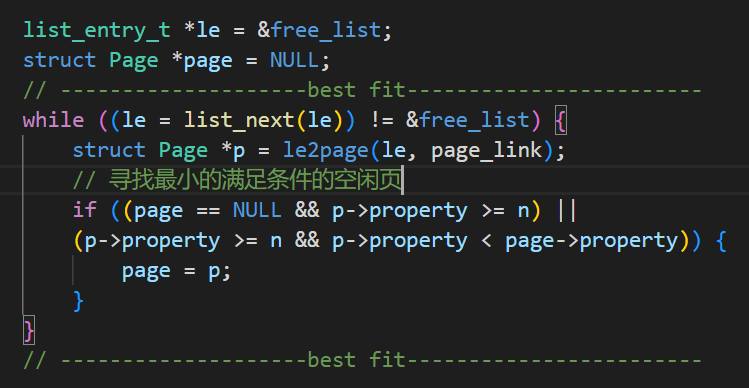 list_entry_t *le = &free_list;
struct Page *page = NULL;
// --------------------best fit------------------------
while ((le = list_next(le)) != &free_list) {
    struct Page *p = le2page(le, page_link);
    // 寻找最小的满足条件的空闲页
    if ((page == NULL && p->property >= n) ||
    (p->property >= n && p->property < page->property)) {
        page = p;
    }
}
// --------------------best fit------------------------